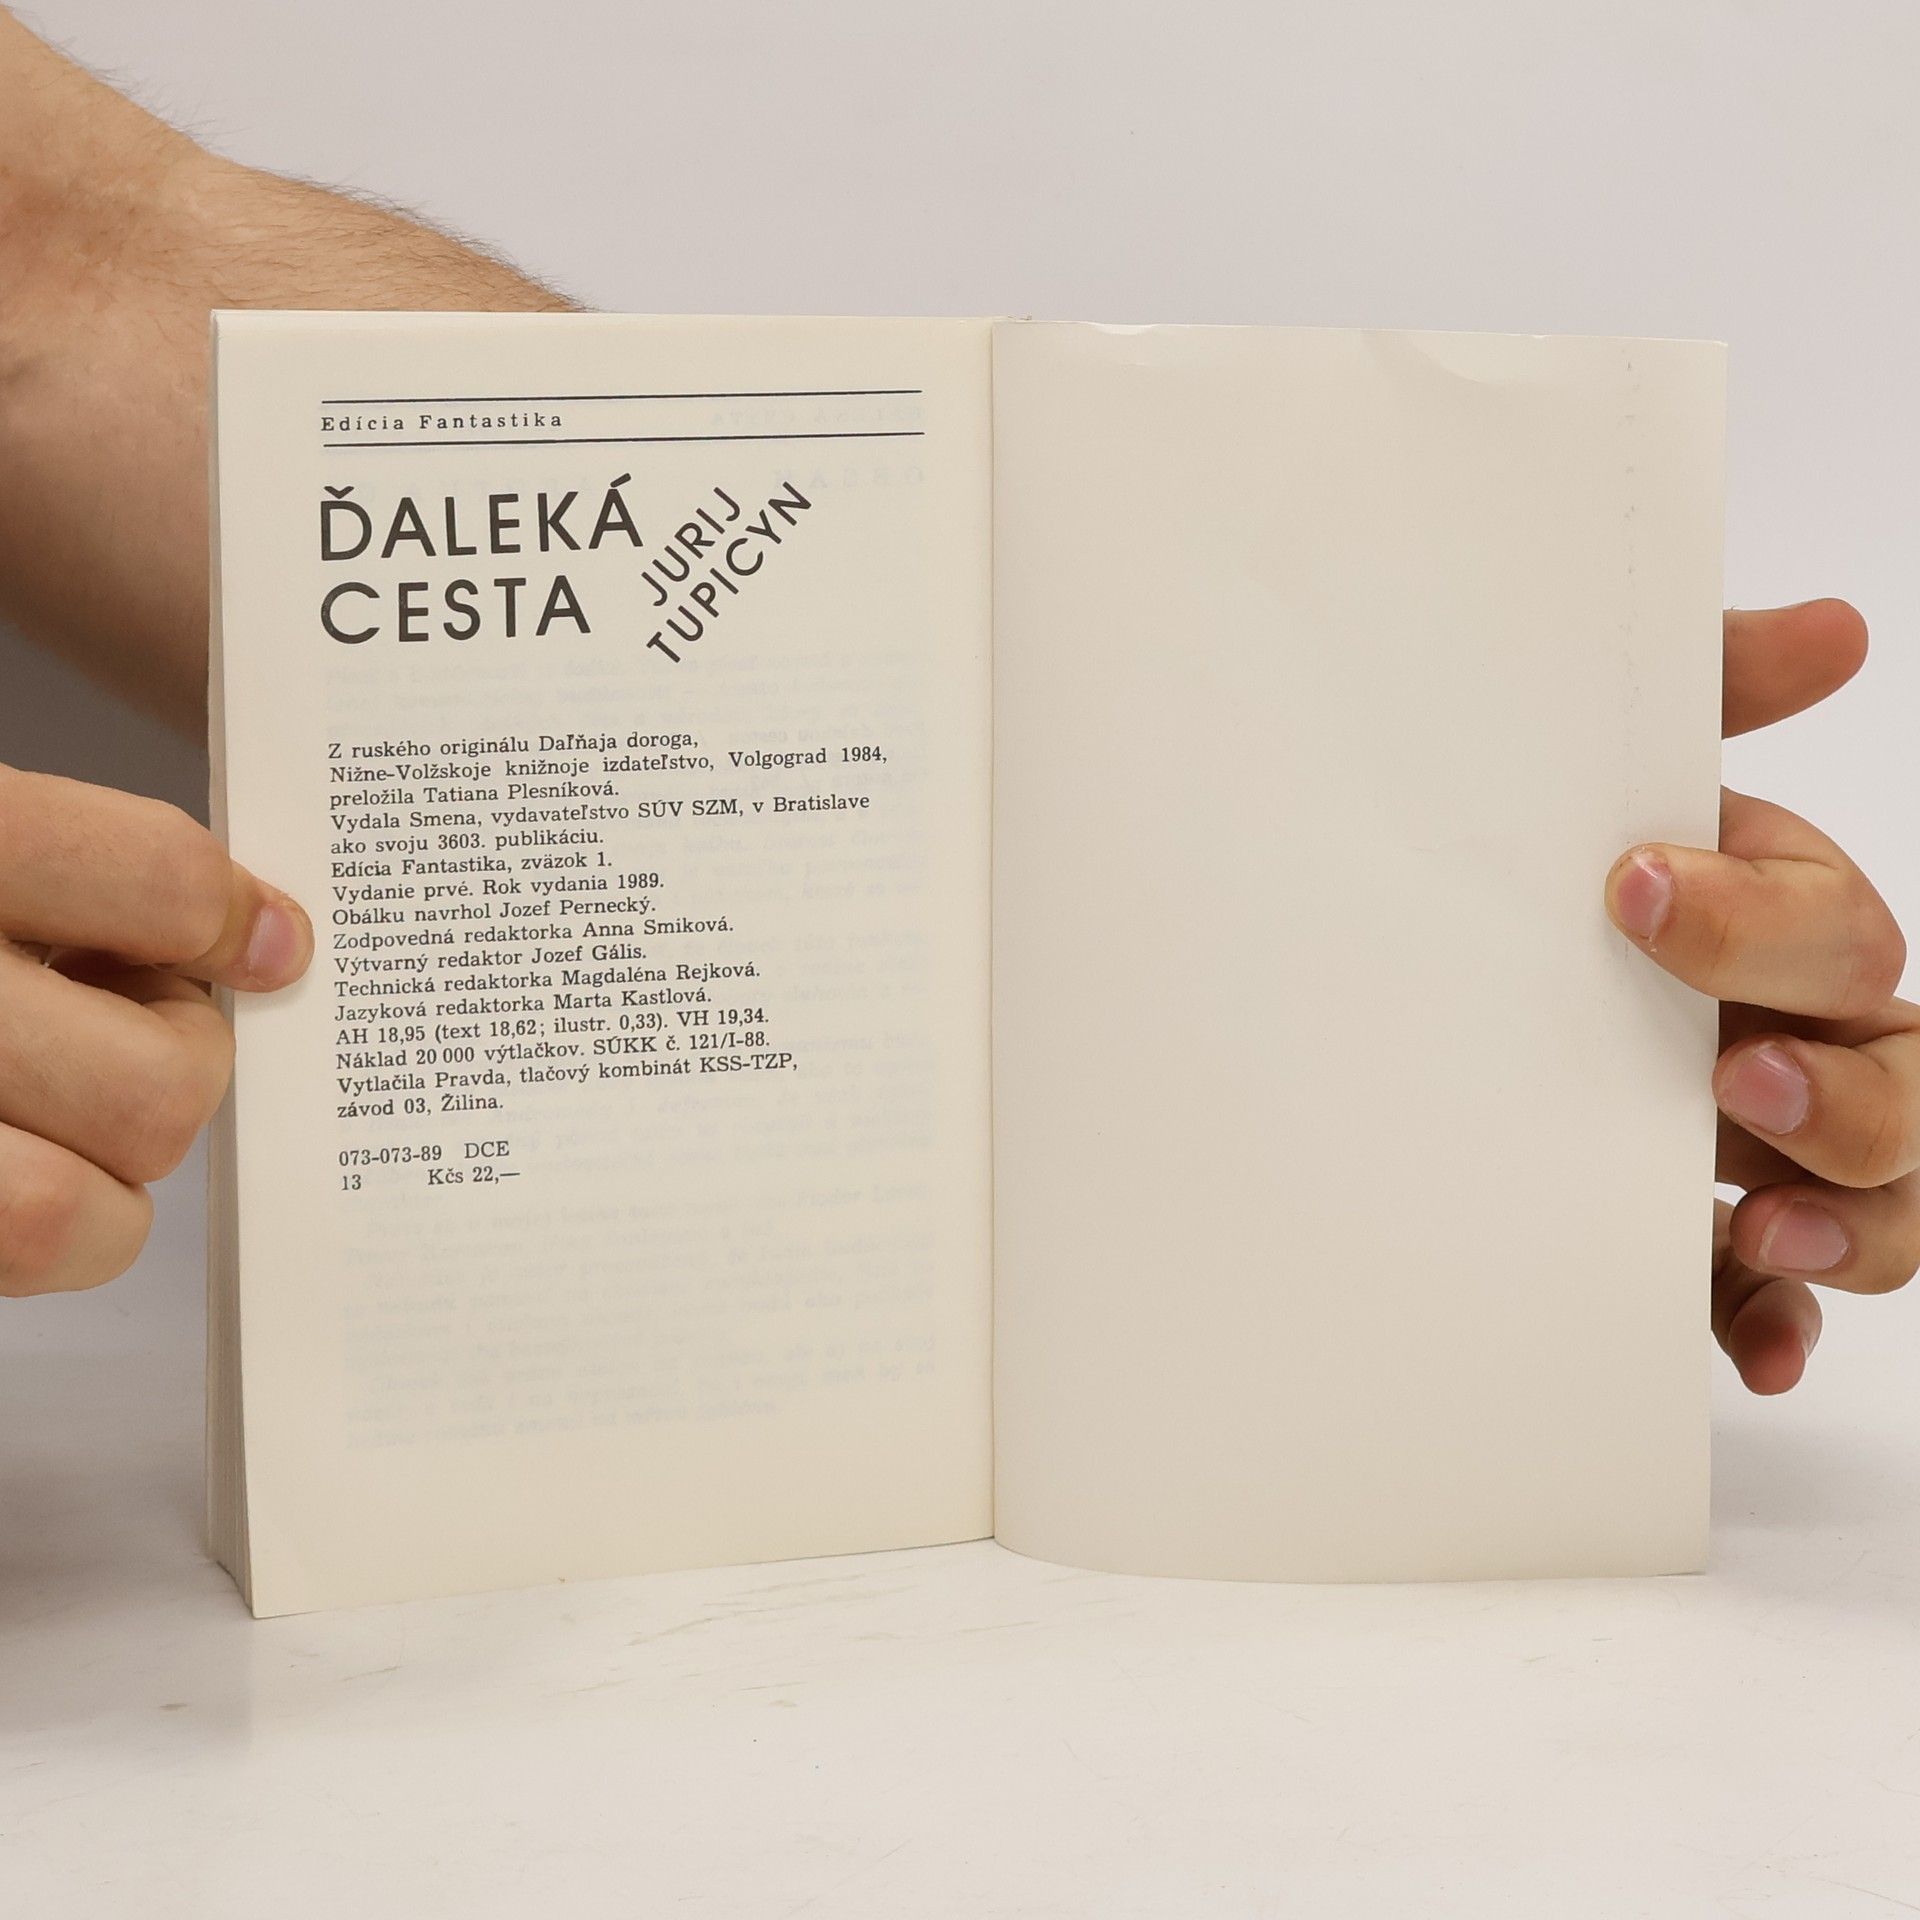 Edícia Fantastika
ĎALEKÁ
CESTA
JURIJ
TUPICYN
Z ruského originálu Daľňaja doroga,
Nižne-Volžskoje knižnoje izdateľstvo, Volgograd 1984,
preložila Tatiana Plesníková.
Vydala Smena, vydavateľstvo SÚV SZM, v Bratislave
ako svoju 3603. publikáciu.
Edícia Fantastika, zväzok 1.
Vydanie prvé. Rok vydania 1989.
Obálku navrhol Jozef Pernecký.
Zodpovedná redaktorka Anna Smiková.
Výtvarný redaktor Jozef Gális.
Technická redaktorka Magdaléna Rejková.
Jazyková redaktorka Marta Kastlová.
AH 18,95 (text 18,62; ilustr. 0,33). VH 19,34.
Náklad 20 000 výtlačkov. SÚKK č. 121/I-88.
Vytlačila Pravda, tlačový kombinát KSS-TZP,
závod 03, Žilina.
073-073-89 DCE
13 Kčs 22,—